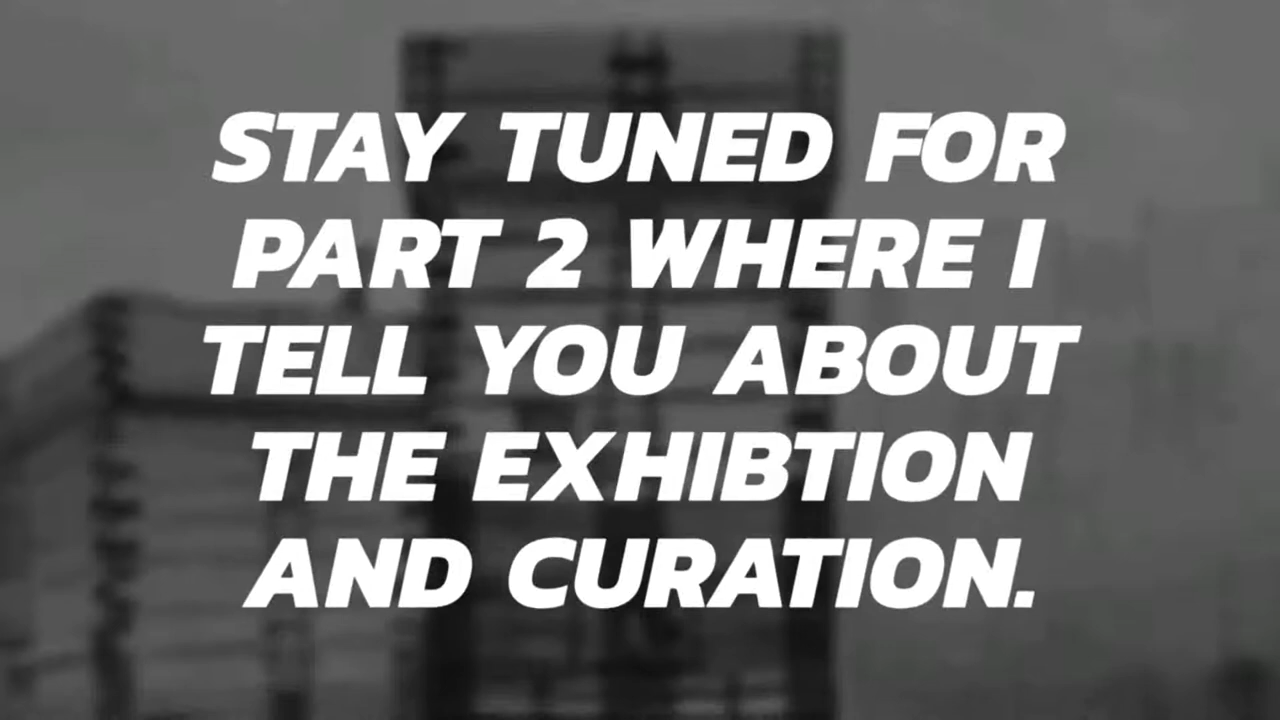 STAY TUNED FOR
PART 2 WHERE I
TELL YOU ABOUT
THE EXHIBTION
AND CURATION.